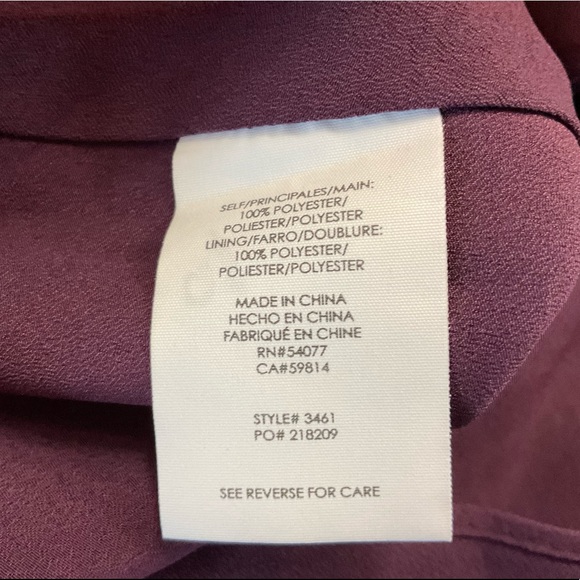 SELF/PRINCIPALES/MAIN:
100% POLYESTER/
POLIESTER/POLYESTER
LINING/FARRO/DOUBLURE:
100% POLYESTER/
POLIESTER/POLYESTER
MADE IN CHINA
HECHO EN CHINA
FABRIQUÉ EN CHINE
RN#54077
CA#59814
STYLE# 3461
PO# 218209
SEE REVERSE FOR CARE